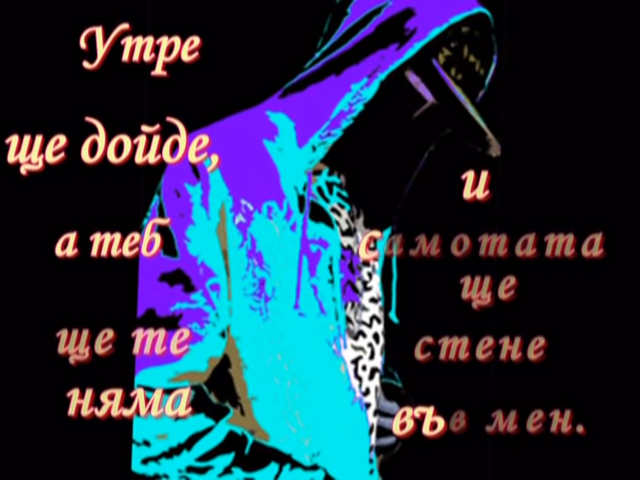 Утре
ще дойде,
а теб
ще те
няма
и
самотата
ще
стене
във мен.